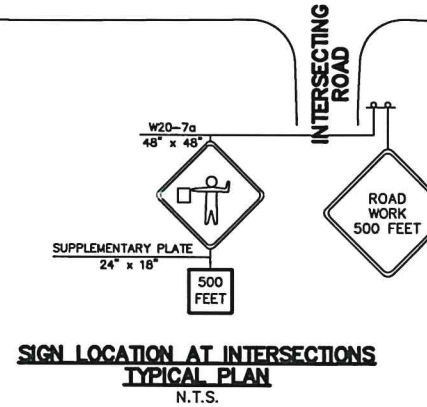 INTERSECTING
ROAD
W20-7a
48" x 48"
ROAD
WORK
500 FEET
SUPPLEMENTARY PLATE
24" x 18"
500
FEET
SIGN LOCATION AT INTERSECTIONS
TYPICAL PLAN
N.T.S.